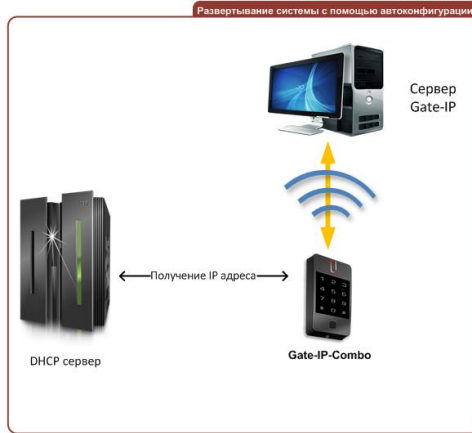 Развертывание системы с помощью автоконфигурации
Сервер
Gate-IP
Получение IP адреса
DHCP сервер
Gate-IP-Combo